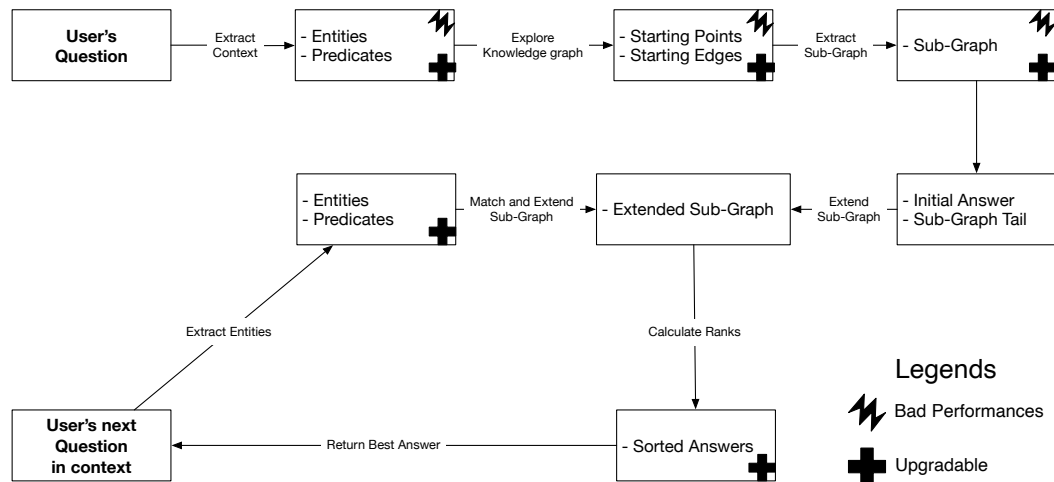 User's
Question
Extract
Context
- Entities
- Predicates
Explore
Knowledge graph
- Starting Points
- Starting Edges
Extract
Sub-Graph
- Sub-Graph
- Entities
- Predicates
Match and Extend
Sub-Graph
- Extended Sub-Graph
Extend
Sub-Graph
- Initial Answer
- Sub-Graph Tail
Extract Entities
Calculate Ranks
Legends
Bad Performances
Upgradable
User's next
Question
in context
Return Best Answer
- Sorted Answers